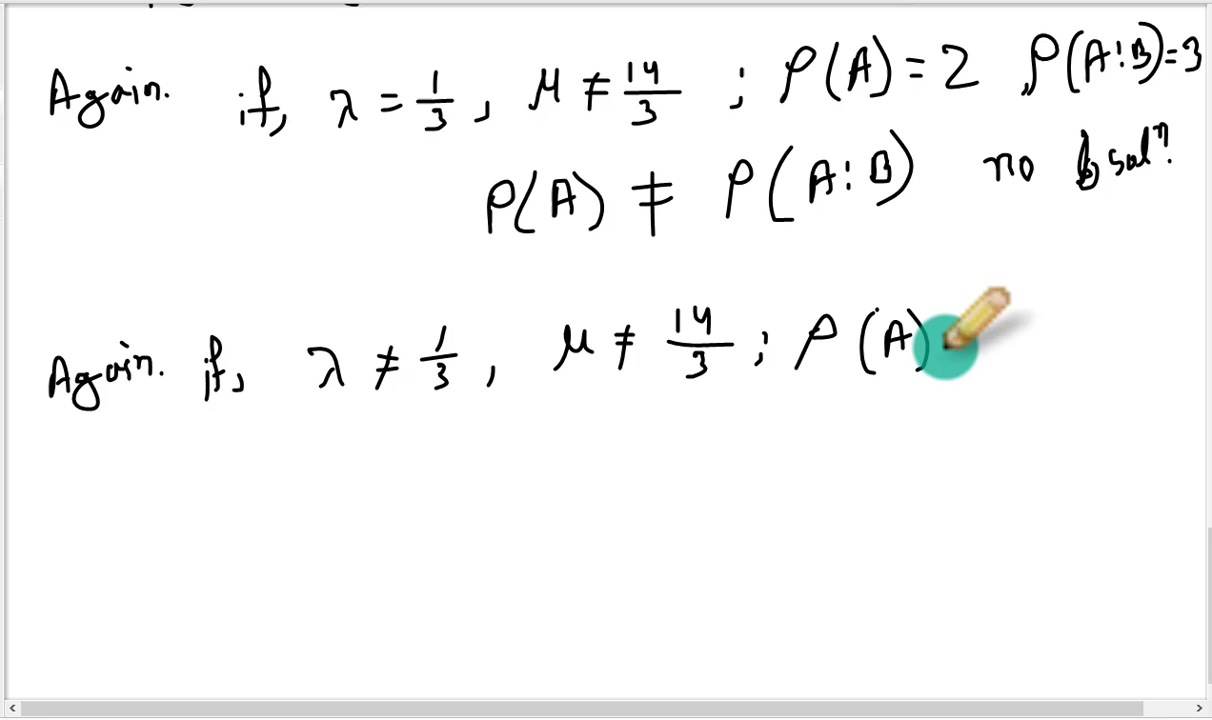 Again. if, λ = 1/3, μ ≠ 14/3 ; ρ(A) = 2 , ρ(A:B)=3
ρ(A) ≠ ρ(A:B) no solⁿ.
Again. if, λ ≠ 1/3, μ ≠ 14/3 ; ρ(A)